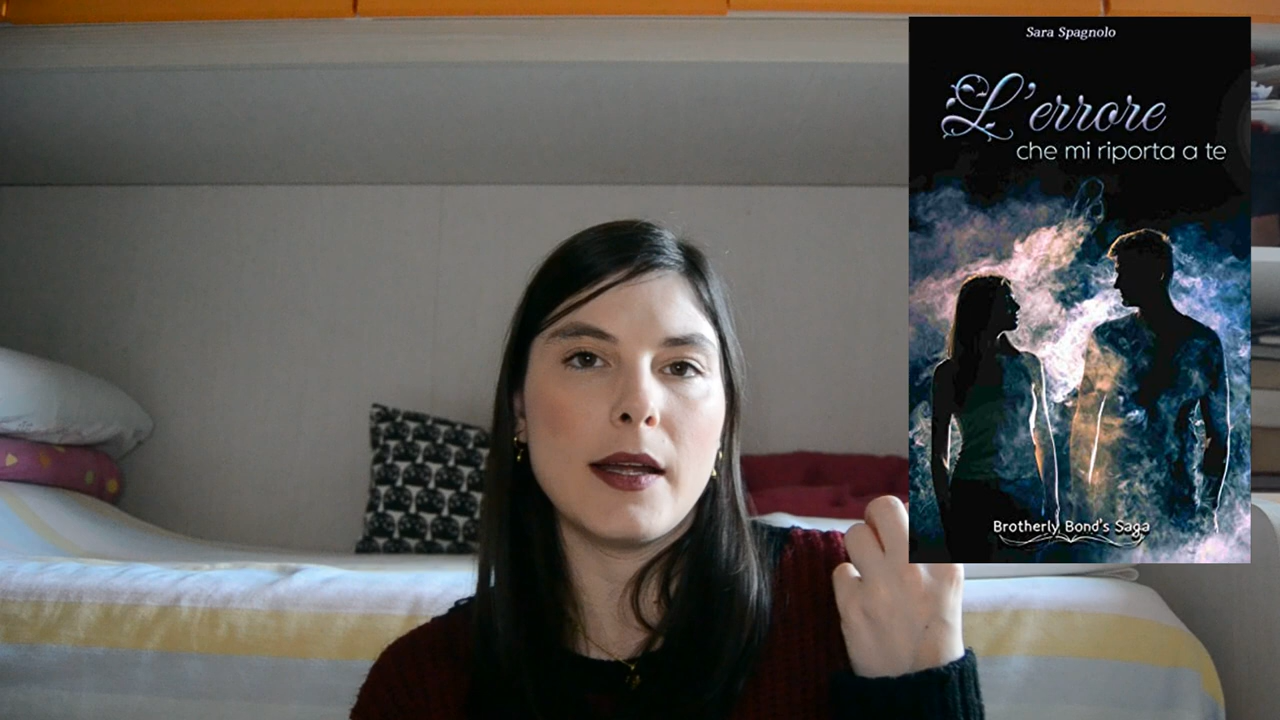 Sara Spagnolo
L'errore
che mi riporta a te
Brotherly Bond's Saga